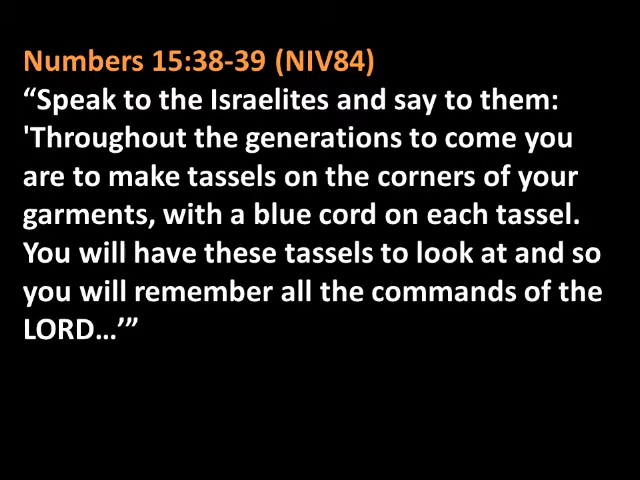 Numbers 15:38-39 (NIV84)
“Speak to the Israelites and say to them:
'Throughout the generations to come you
are to make tassels on the corners of your
garments, with a blue cord on each tassel.
You will have these tassels to look at and so
you will remember all the commands of the
LORD…’”